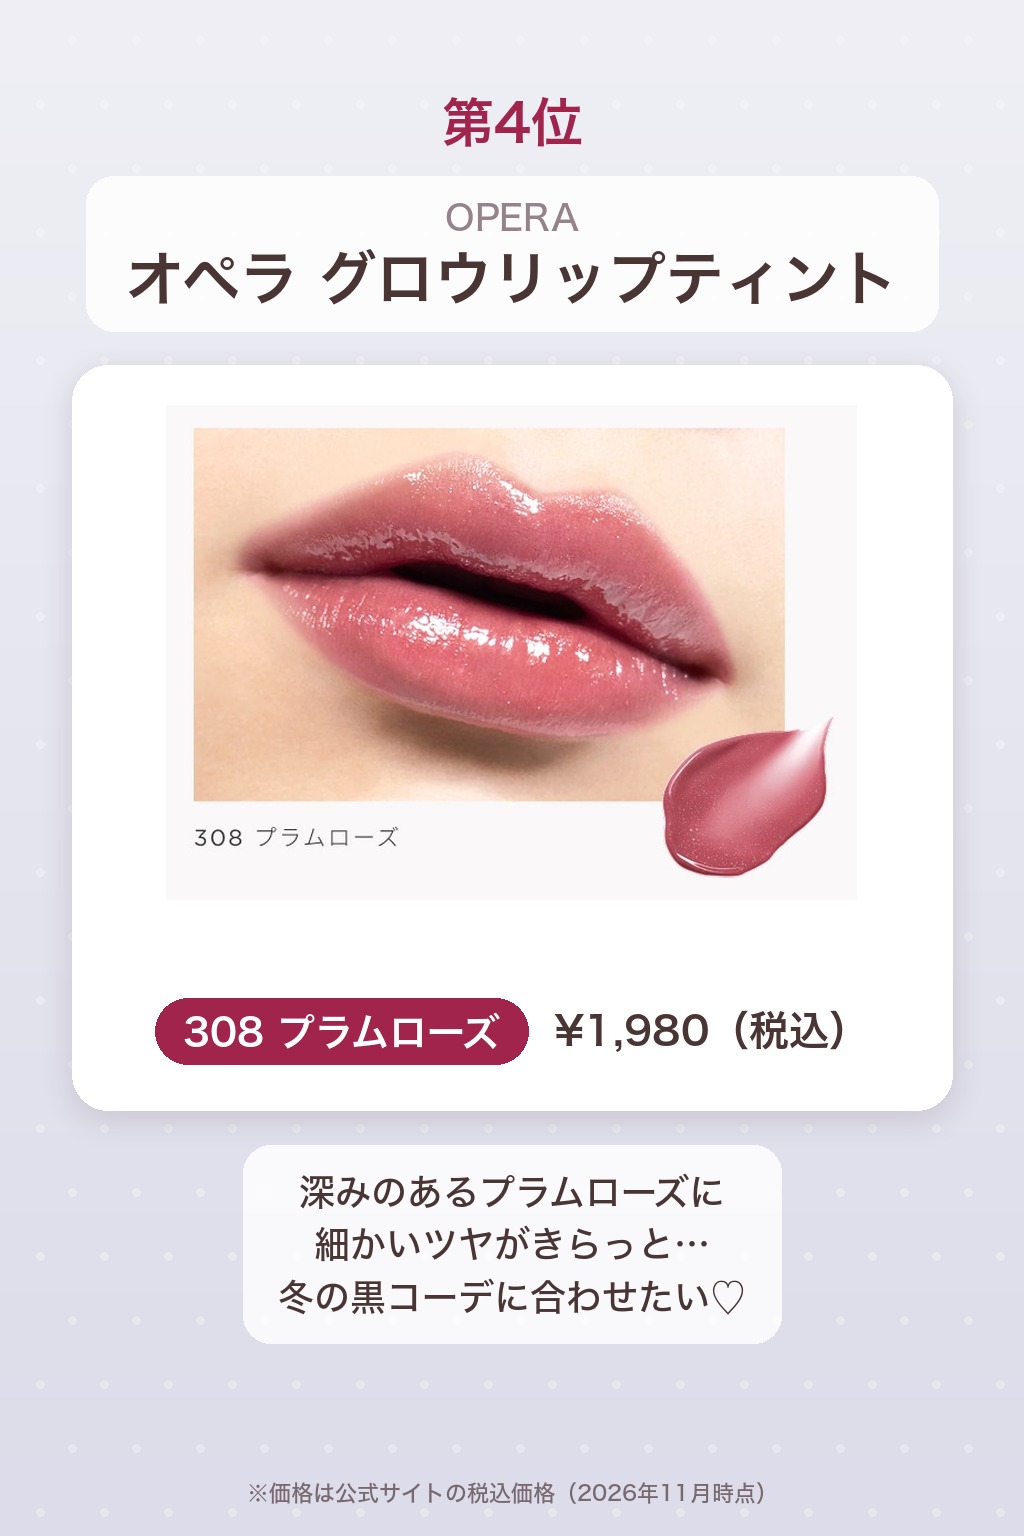 第4位
OPERA
オペラ グロウリップティント
308 プラムローズ
308 プラムローズ
¥1,980（税込）
深みのあるプラムローズに
細かいツヤがきらっと…
冬の黒コーデに合わせたい♡
※価格は公式サイトの税込価格（2026年11月時点）